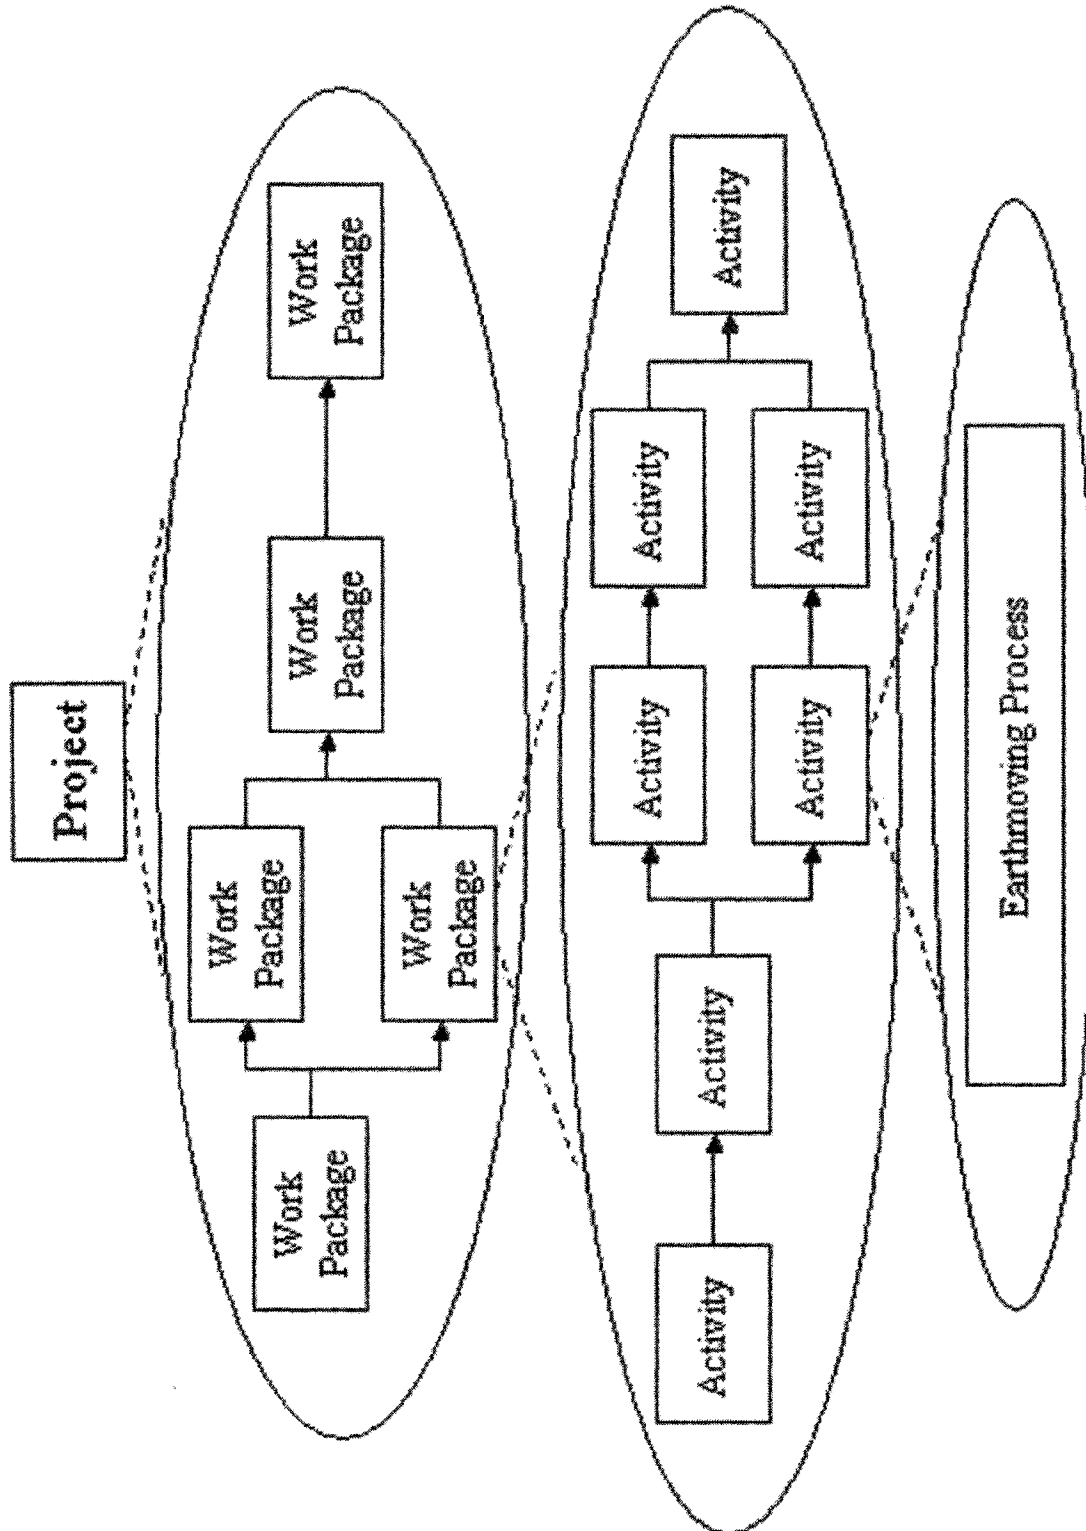 Project
Work
Package
Work
Package
Work
Package
Work
Package
Work
Package
Activity
Activity
Activity
Activity
Activity
Activity
Activity
Earthmoving Process